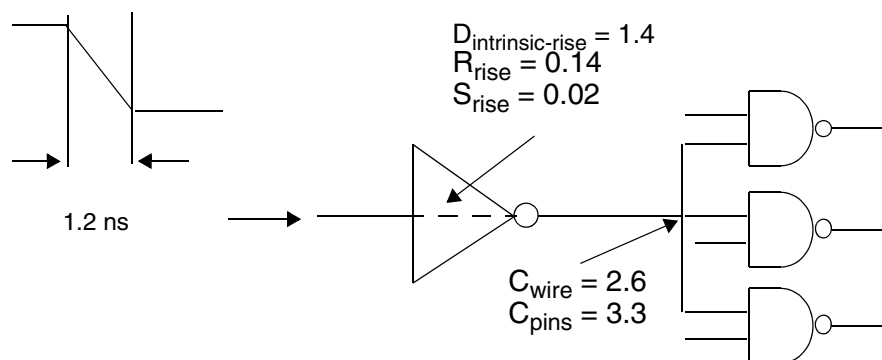 D_intrinsic-rise = 1.4
R_rise = 0.14
S_rise = 0.02
1.2 ns
C_wire = 2.6
C_pins = 3.3